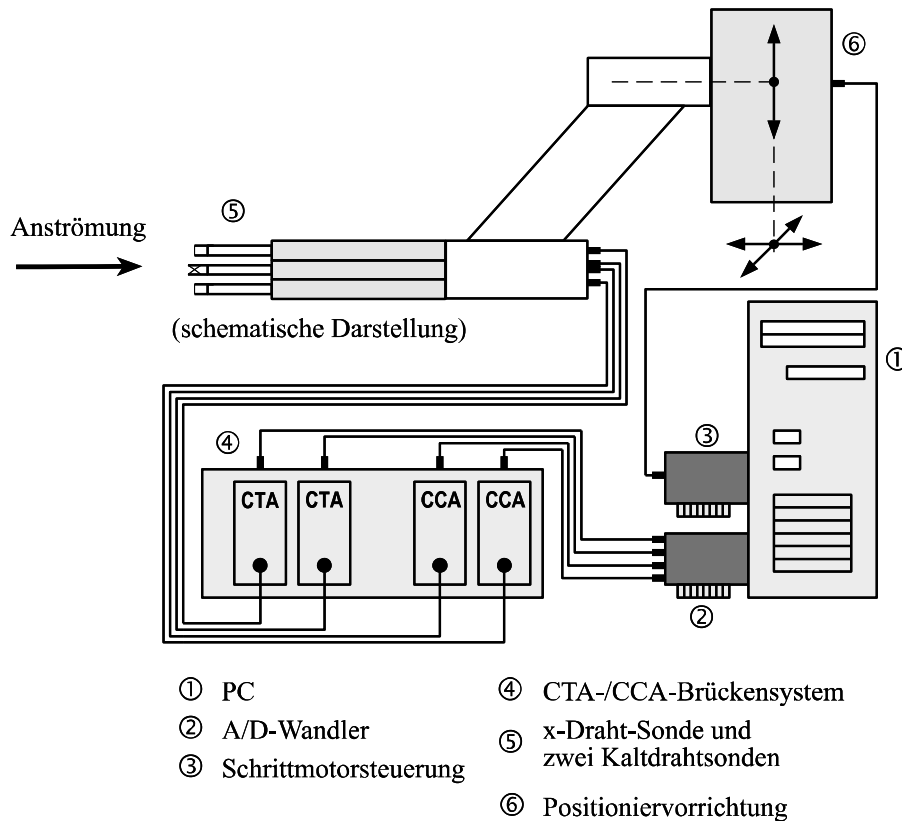 ⑥
⑤
Anströmung
(schematische Darstellung)
①
④
③
CTA CTA CCA CCA
②
① PC
② A/D-Wandler
③ Schrittmotorsteuerung
④ CTA-/CCA-Brückensystem
⑤ x-Draht-Sonde und
zwei Kaltdrahtsonden
⑥ Positioniervorrichtung